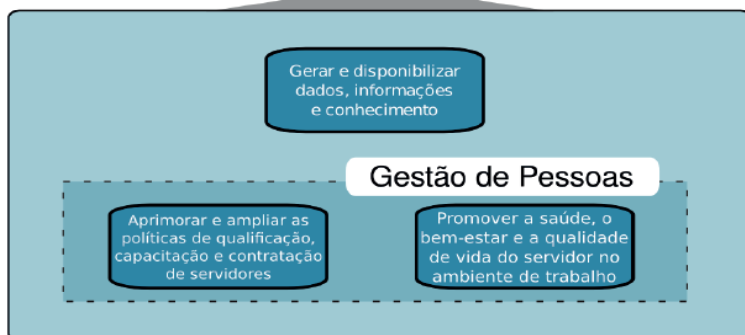 Gerar e disponibilizar
dados, informações
e conhecimento
Gestão de Pessoas
Aprimorar e ampliar as
políticas de qualificação,
capacitação e contratação
de servidores
Promover a saúde, o
bem-estar e a qualidade
de vida do servidor no
ambiente de trabalho